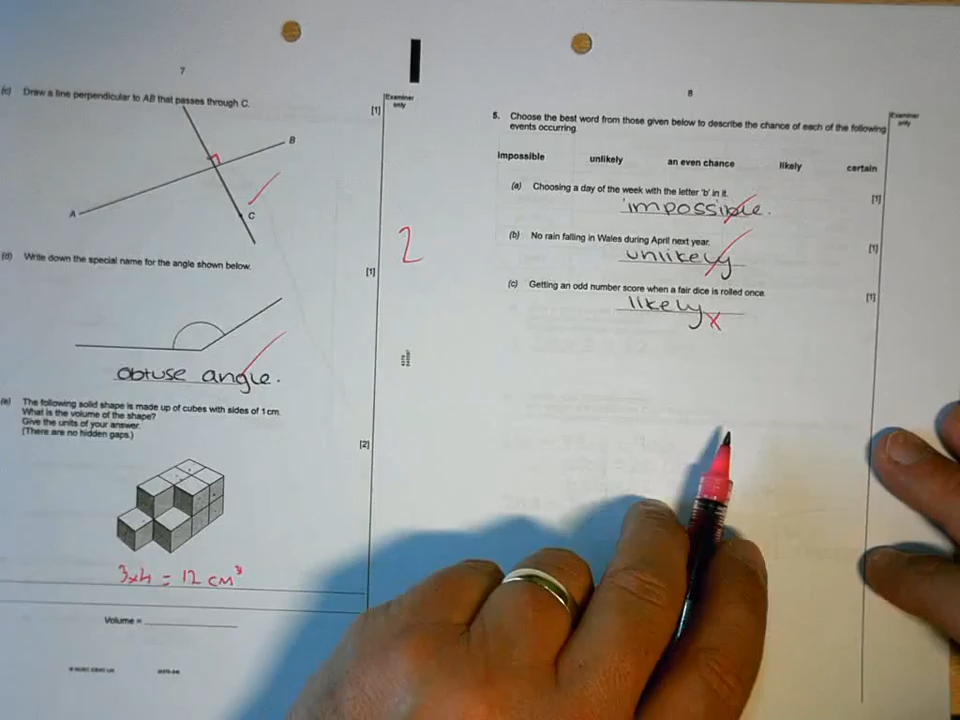 7
(c) Draw a line perpendicular to AB that passes through C.
[1]
Examiner
only
B
A
C
(d) Write down the special name for the angle shown below.
[1]
obtuse angle.
(e) The following solid shape is made up of cubes with sides of 1cm.
What is the volume of the shape?
Give the units of your answer.
(There are no hidden gaps.)
[2]
3x4 = 12 cm³
Volume =
2
8
Examiner
only
5. Choose the best word from those given below to describe the chance of each of the following
events occurring.
impossible unlikely an even chance likely certain
(a) Choosing a day of the week with the letter 'b' in it.
[1]
impossible.
(b) No rain falling in Wales during April next year.
[1]
unlikely
(c) Getting an odd number score when a fair dice is rolled once.
[1]
likely